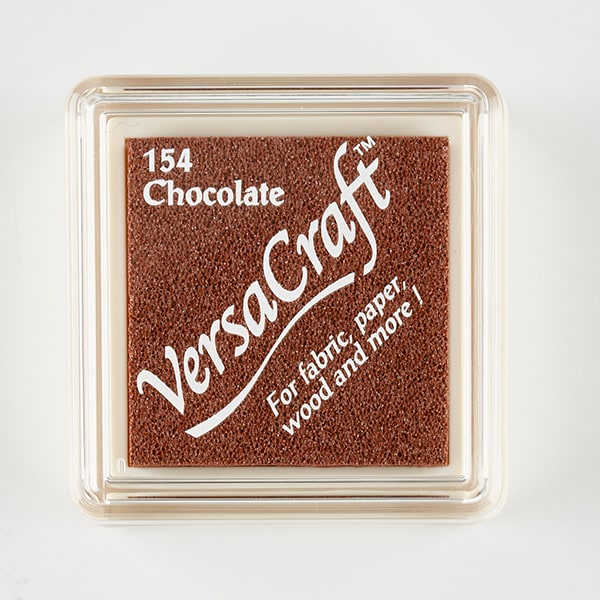 154
Chocolate
VersaCraft™
For fabric, paper,
wood and more !